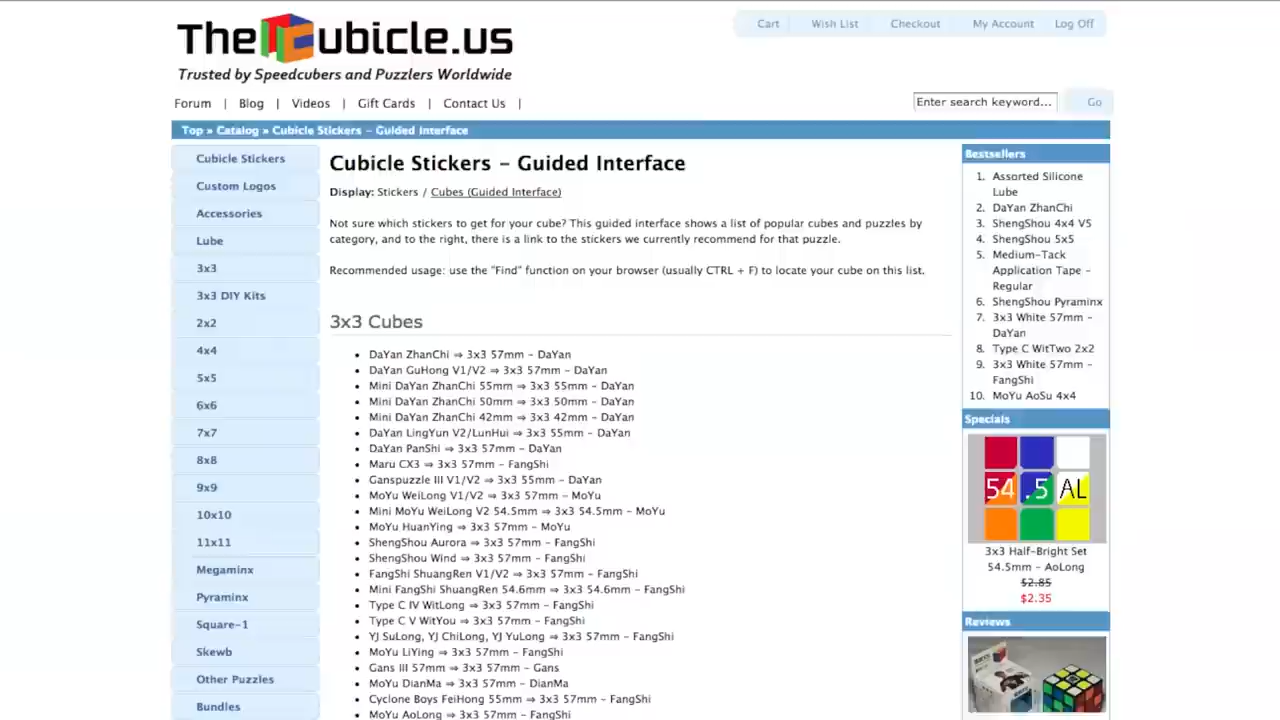 TheCubicle.us
Trusted by Speedcubers and Puzzlers Worldwide
Cart
Wish List
Checkout
My Account
Log Off
Forum | Blog | Videos | Gift Cards | Contact Us |
Enter search keyword...
Go
Top » Catalog » Cubicle Stickers - Guided Interface
Cubicle Stickers
Custom Logos
Accessories
Lube
3x3
3x3 DIY Kits
2x2
4x4
5x5
6x6
7x7
8x8
9x9
10x10
11x11
Megaminx
Pyraminx
Square-1
Skewb
Other Puzzles
Bundles
Cubicle Stickers - Guided Interface
Display: Stickers / Cubes (Guided Interface)
Not sure which stickers to get for your cube? This guided interface shows a list of popular cubes and puzzles by
category, and to the right, there is a link to the stickers we currently recommend for that puzzle.
Recommended usage: use the "Find" function on your browser (usually CTRL + F) to locate your cube on this list.
3x3 Cubes
• DaYan ZhanChi ⇒ 3x3 57mm - DaYan
• DaYan GuHong V1/V2 ⇒ 3x3 57mm - DaYan
• Mini DaYan ZhanChi 55mm ⇒ 3x3 55mm - DaYan
• Mini DaYan ZhanChi 50mm ⇒ 3x3 50mm - DaYan
• Mini DaYan ZhanChi 42mm ⇒ 3x3 42mm - DaYan
• DaYan LingYun V2/LunHui ⇒ 3x3 55mm - DaYan
• DaYan PanShi ⇒ 3x3 57mm - DaYan
• Maru CX3 ⇒ 3x3 57mm - FangShi
• Ganspuzzle III V1/V2 ⇒ 3x3 55mm - DaYan
• MoYu WeiLong V1/V2 ⇒ 3x3 57mm - MoYu
• Mini MoYu WeiLong V2 54.5mm ⇒ 3x3 54.5mm - MoYu
• MoYu HuanYing ⇒ 3x3 57mm - MoYu
• ShengShou Aurora ⇒ 3x3 57mm - FangShi
• ShengShou Wind ⇒ 3x3 57mm - FangShi
• FangShi ShuangRen V1/V2 ⇒ 3x3 57mm - FangShi
• Mini FangShi ShuangRen 54.6mm ⇒ 3x3 54.6mm - FangShi
• Type C IV WitLong ⇒ 3x3 57mm - FangShi
• Type C V WitYou ⇒ 3x3 57mm - FangShi
• YJ SuLong, YJ ChiLong, YJ YuLong ⇒ 3x3 57mm - FangShi
• MoYu LiYing ⇒ 3x3 57mm - FangShi
• Gans III 57mm ⇒ 3x3 57mm - Gans
• MoYu DianMa ⇒ 3x3 57mm - DianMa
• Cyclone Boys FeiHong 55mm ⇒ 3x3 57mm - FangShi
• MoYu AoLong ⇒ 3x3 57mm - FangShi
Bestsellers
1. Assorted Silicone
Lube
2. DaYan ZhanChi
3. ShengShou 4x4 V5
4. ShengShou 5x5
5. Medium-Tack
Application Tape -
Regular
6. ShengShou Pyraminx
7. 3x3 White 57mm -
DaYan
8. Type C WitTwo 2x2
9. 3x3 White 57mm -
FangShi
10. MoYu AoSu 4x4
Specials
54 .5 AL
3x3 Half-Bright Set
54.5mm - AoLong
$2.85
$2.35
Reviews